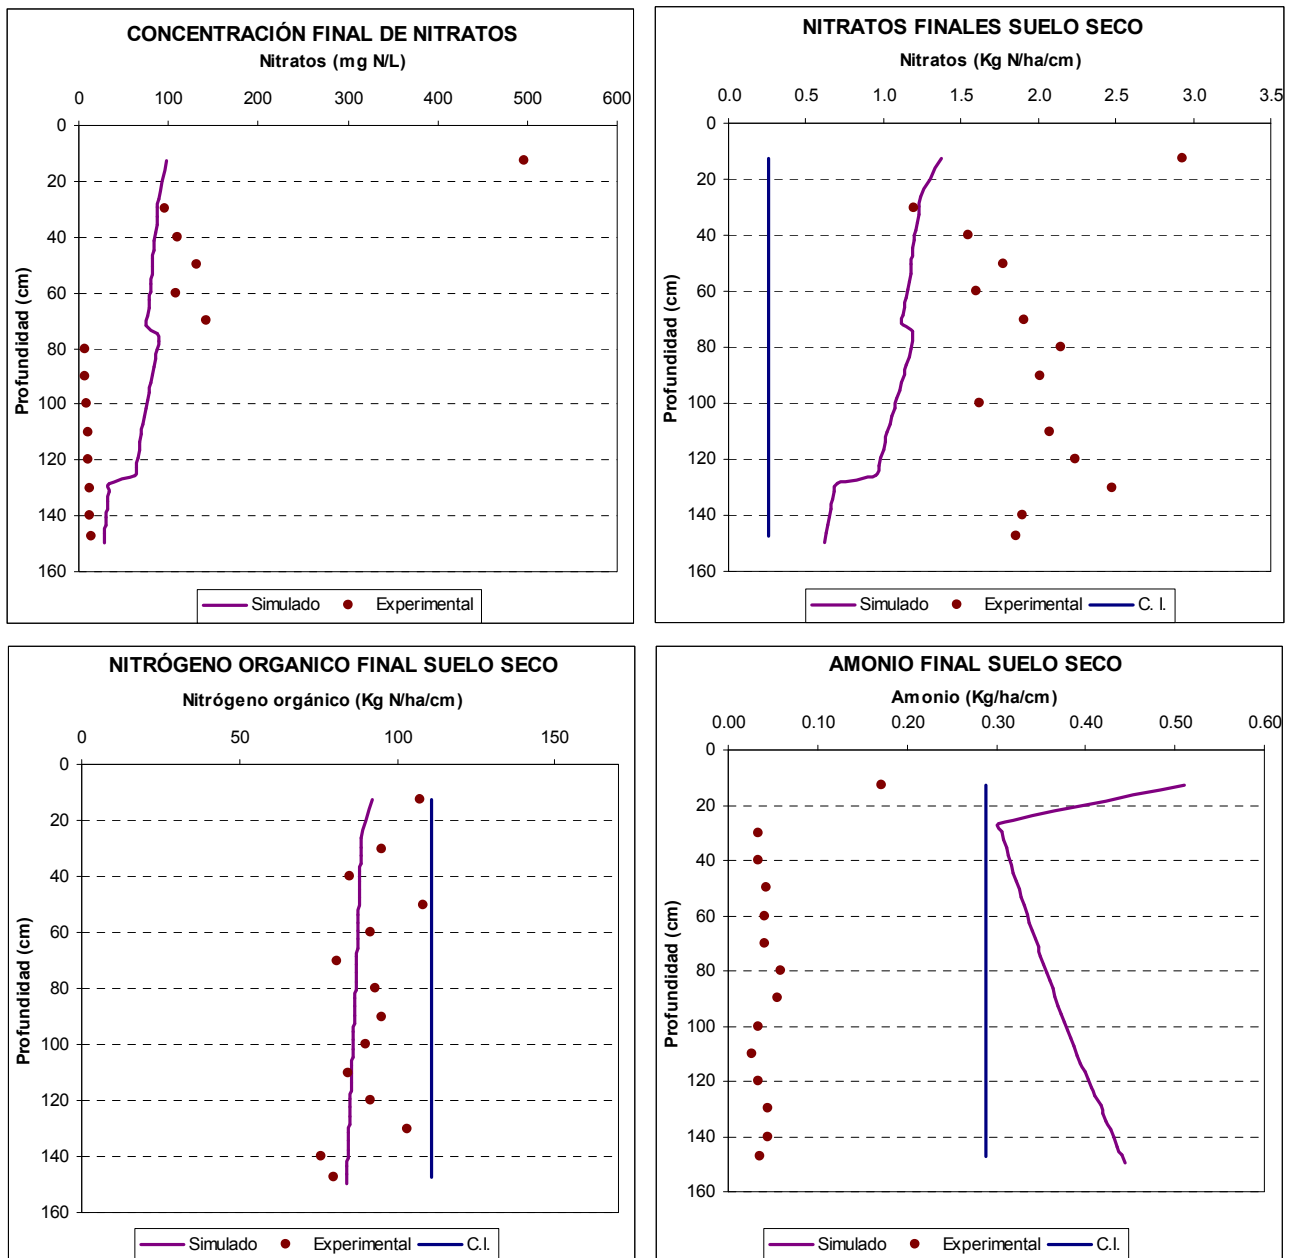 CONCENTRACIÓN FINAL DE NITRATOS
Nitratos (mg N/L)
0 100 200 300 400 500 600
0
20
40
60
80
100
120
140
160
Profundidad (cm)
Simulado Experimental
NITRATOS FINALES SUELO SECO
Nitratos (Kg N/ha/cm)
0.0 0.5 1.0 1.5 2.0 2.5 3.0 3.5
0
20
40
60
80
100
120
140
160
Profundidad (cm)
Simulado Experimental C. I.
NITRÓGENO ORGANICO FINAL SUELO SECO
Nitrógeno orgánico (Kg N/ha/cm)
0 50 100 150
0
20
40
60
80
100
120
140
160
Profundidad (cm)
Simulado Experimental C.I.
AMONIO FINAL SUELO SECO
Amonio (Kg/ha/cm)
0.00 0.10 0.20 0.30 0.40 0.50 0.60
0
20
40
60
80
100
120
140
160
Profundidad (cm)
Simulado Experimental C.I.